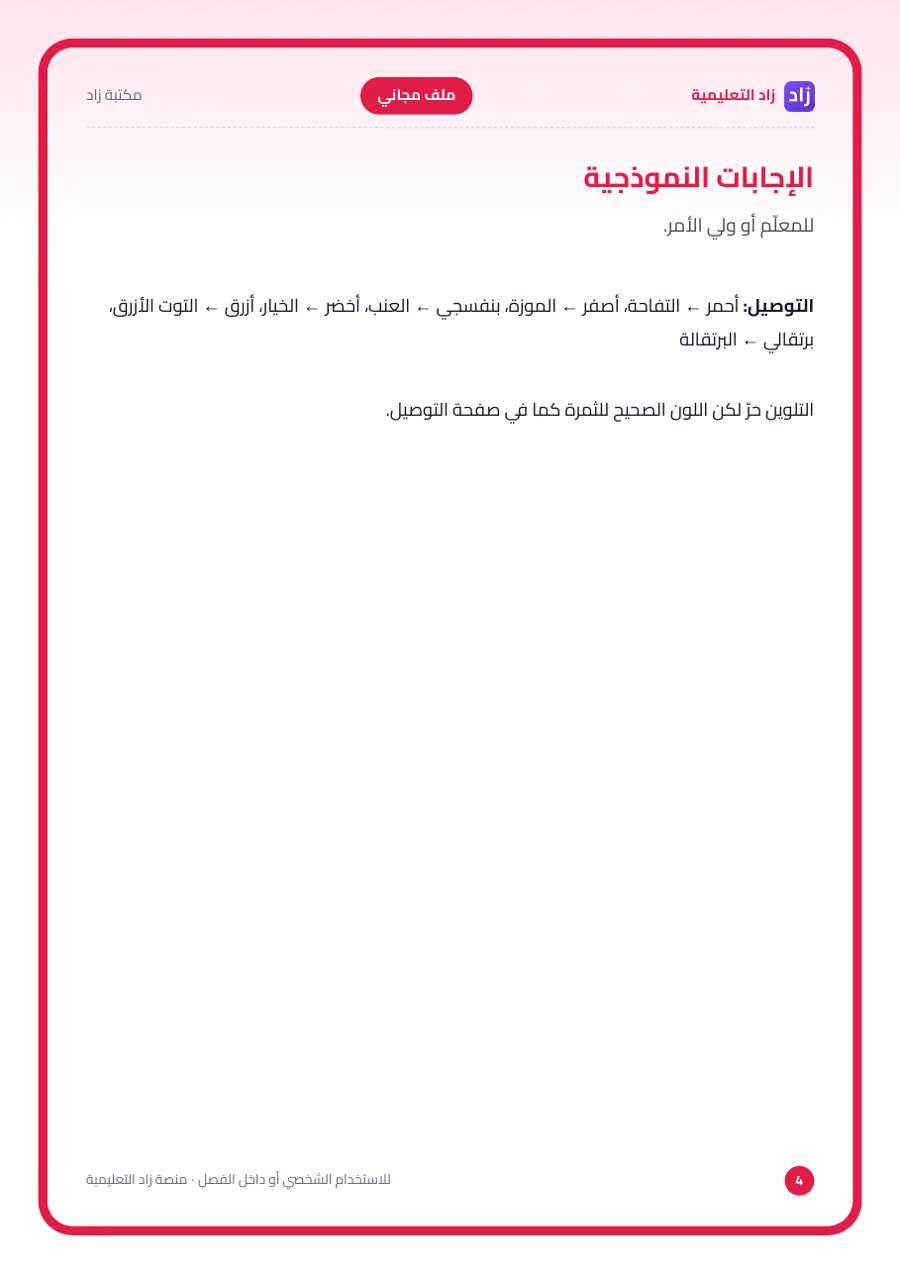 زاد
زاد التعليمية
ملف مجاني
مكتبة زاد
الإجابات النموذجية
للمعلّم أو ولي الأمر.
التوصيل: أحمر ← التفاحة، أصفر ← الموزة، بنفسجي ← العنب، أخضر ← الخيار، أزرق ← التوت الأزرق،
برتقالي ← البرتقالة
التلوين حرّ لكن اللون الصحيح للثمرة كما في صفحة التوصيل.
4
للاستخدام الشخصي أو داخل الفصل · منصة زاد التعليمية